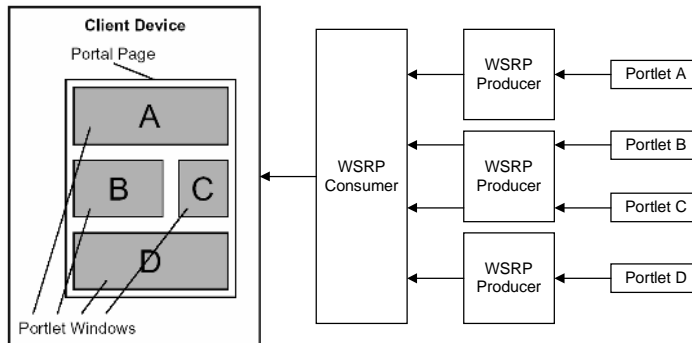 Client Device
Portal Page
A
B
C
D
Portlet Windows
WSRP
Consumer
WSRP
Producer
WSRP
Producer
WSRP
Producer
Portlet A
Portlet B
Portlet C
Portlet D